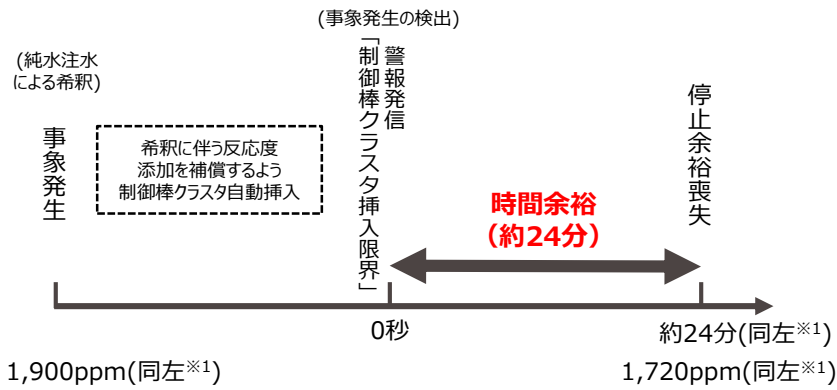 (純水注水
による希釈)
事象発生
希釈に伴う反応度
添加を補償するよう
制御棒クラスタ自動挿入
(事象発生の検出)
警報発信
「制御棒クラスタ挿入限界」
時間余裕
(約24分)
停止余裕喪失
0秒
約24分(同左※1)
1,900ppm(同左※1)
1,720ppm(同左※1)